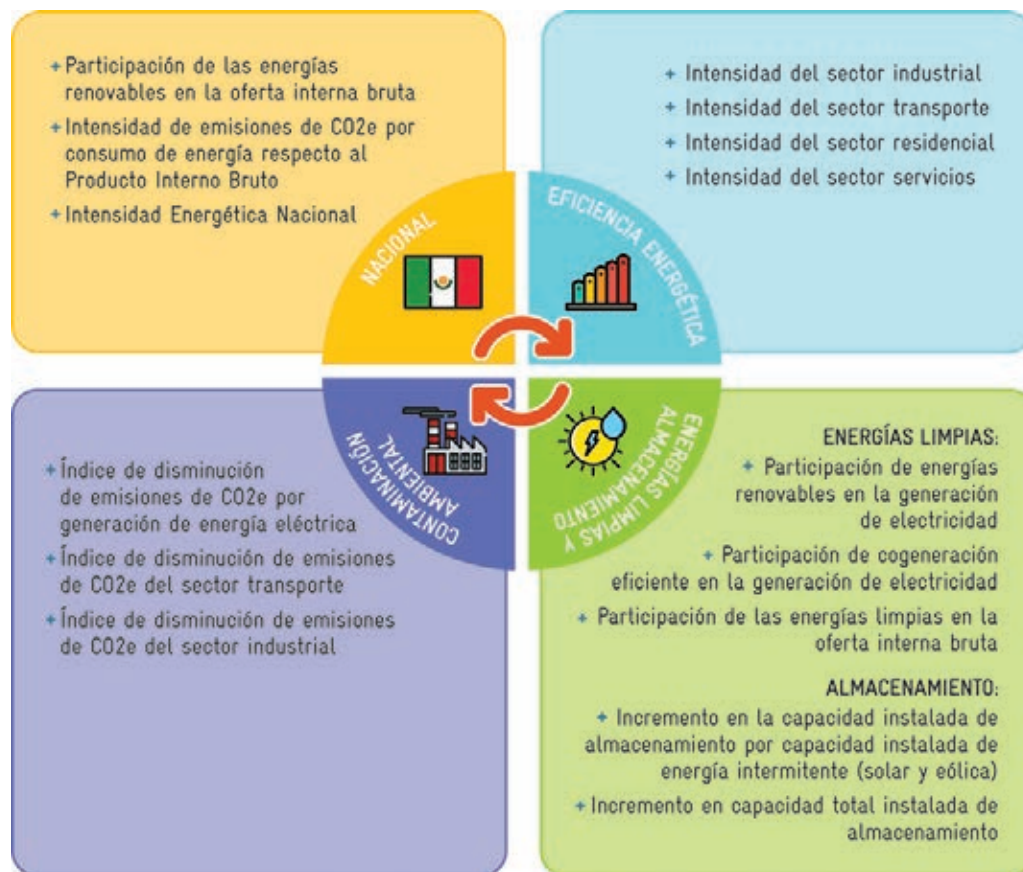 + Participación de las energías
renovables en la oferta interna bruta
+ Intensidad de emisiones de CO2e por
consumo de energía respecto al
Producto Interno Bruto
+ Intensidad Energética Nacional
NACIONAL
+ Intensidad del sector industrial
+ Intensidad del sector transporte
+ Intensidad del sector residencial
+ Intensidad del sector servicios
EFICIENCIA ENERGÉTICA
+ Índice de disminución
de emisiones de CO2e por
generación de energía eléctrica
+ Índice de disminución de emisiones
de CO2e del sector transporte
+ Índice de disminución de emisiones
de CO2e del sector industrial
CONTAMINACIÓN
AMBIENTAL
ENERGÍAS LIMPIAS Y
ALMACENAMIENTO
ENERGÍAS LIMPIAS:
+ Participación de energías
renovables en la generación
de electricidad
+ Participación de cogeneración
eficiente en la generación de electricidad
+ Participación de las energías limpias en la
oferta interna bruta
ALMACENAMIENTO:
+ Incremento en la capacidad instalada de
almacenamiento por capacidad instalada de
energía intermitente (solar y eólica)
+ Incremento en capacidad total instalada de
almacenamiento